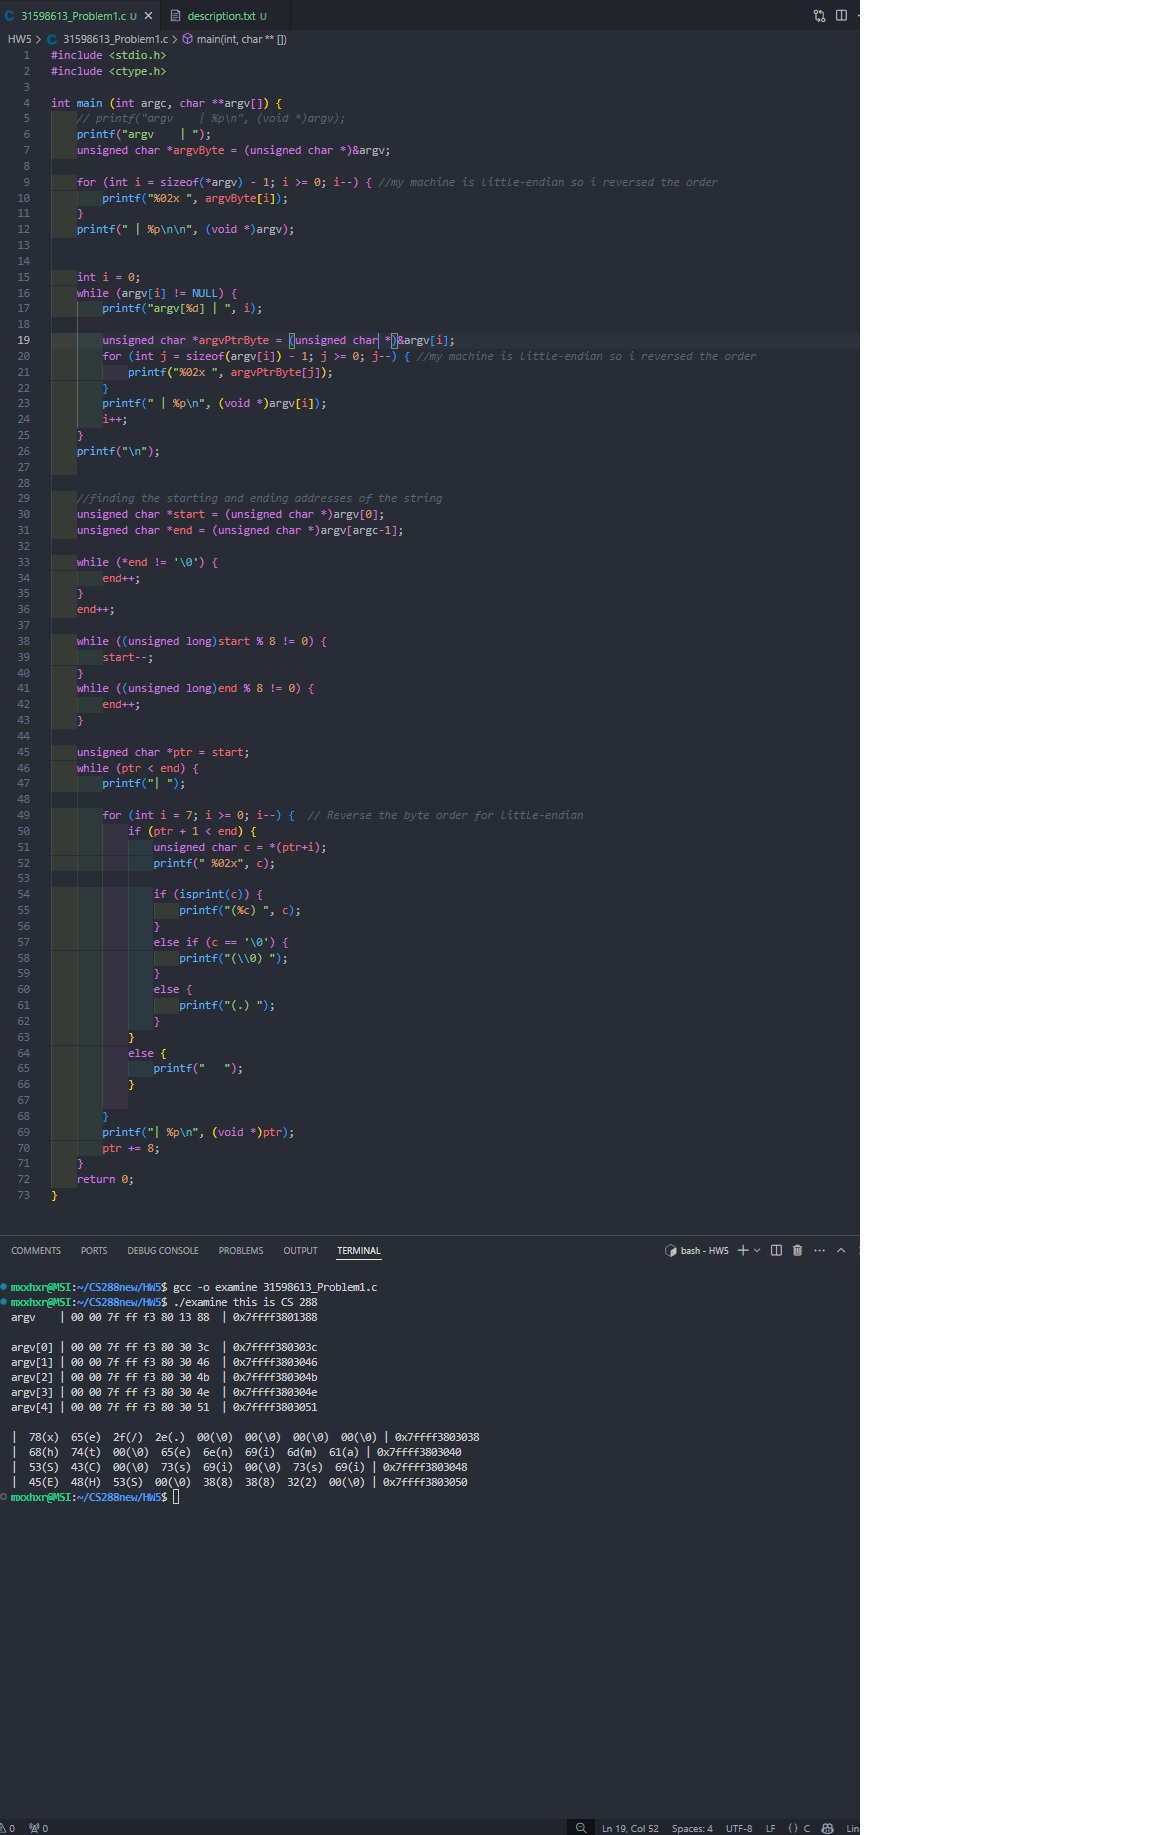 31598613_Problem1.c U
description.txt U
HW5 > 31598613_Problem1.c > main(int, char ** [])
1 #include <stdio.h>
2 #include <ctype.h>
3
4 int main (int argc, char **argv[]) {
5 // printf("argv    | %p\n", (void *)argv);
6 printf("argv    | ");
7 unsigned char *argvByte = (unsigned char *)&argv;
8
9 for (int i = sizeof(*argv) - 1; i >= 0; i--) { //my machine is little-endian so i reversed the order
10 printf("%02x ", argvByte[i]);
11 }
12 printf(" | %p\n\n", (void *)argv);
13
14
15 int i = 0;
16 while (argv[i] != NULL) {
17 printf("argv[%d] | ", i);
18
19 unsigned char *argvPtrByte = (unsigned char *)&argv[i];
20 for (int j = sizeof(argv[i]) - 1; j >= 0; j--) { //my machine is little-endian so i reversed the order
21 printf("%02x ", argvPtrByte[j]);
22 }
23 printf(" | %p\n", (void *)argv[i]);
24 i++;
25 }
26 printf("\n");
27
28
29 //finding the starting and ending addresses of the string
30 unsigned char *start = (unsigned char *)argv[0];
31 unsigned char *end = (unsigned char *)argv[argc-1];
32
33 while (*end != '\0') {
34 end++;
35 }
36 end++;
37
38 while ((unsigned long)start % 8 != 0) {
39 start--;
40 }
41 while ((unsigned long)end % 8 != 0) {
42 end++;
43 }
44
45 unsigned char *ptr = start;
46 while (ptr < end) {
47 printf("| ");
48
49 for (int i = 7; i >= 0; i--) {  // Reverse the byte order for little-endian
50 if (ptr + 1 < end) {
51 unsigned char c = *(ptr+i);
52 printf(" %02x", c);
53
54 if (isprint(c)) {
55 printf("(%c) ", c);
56 }
57 else if (c == '\0') {
58 printf("(\\0) ");
59 }
60 else {
61 printf("(.) ");
62 }
63 }
64 else {
65 printf("   ");
66 }
67
68 }
69 printf("| %p\n", (void *)ptr);
70 ptr += 8;
71 }
72 return 0;
73 }
COMMENTS PORTS DEBUG CONSOLE PROBLEMS OUTPUT TERMINAL bash - HW5
mxxhxr@MSI:~/CS288new/HW5$ gcc -o examine 31598613_Problem1.c
mxxhxr@MSI:~/CS288new/HW5$ ./examine this is CS 288
argv    | 00 00 7f ff f3 80 13 88  | 0x7ffff3801388
argv[0] | 00 00 7f ff f3 80 30 3c  | 0x7ffff380303c
argv[1] | 00 00 7f ff f3 80 30 46  | 0x7ffff3803046
argv[2] | 00 00 7f ff f3 80 30 4b  | 0x7ffff380304b
argv[3] | 00 00 7f ff f3 80 30 4e  | 0x7ffff380304e
argv[4] | 00 00 7f ff f3 80 30 51  | 0x7ffff3803051
|  78(x)  65(e)  2f(/)  2e(.)  00(\0)  00(\0)  00(\0)  00(\0) | 0x7ffff3803038
|  68(h)  74(t)  00(\0)  65(e)  6e(n)  69(i)  6d(m)  61(a) | 0x7ffff3803040
|  53(S)  43(C)  00(\0)  73(s)  69(i)  00(\0)  73(s)  69(i) | 0x7ffff3803048
|  45(E)  48(H)  53(S)  00(\0)  38(8)  38(8)  32(2)  00(\0) | 0x7ffff3803050
mxxhxr@MSI:~/CS288new/HW5$
0 0 Ln 19, Col 52 Spaces: 4 UTF-8 LF {} C Lin